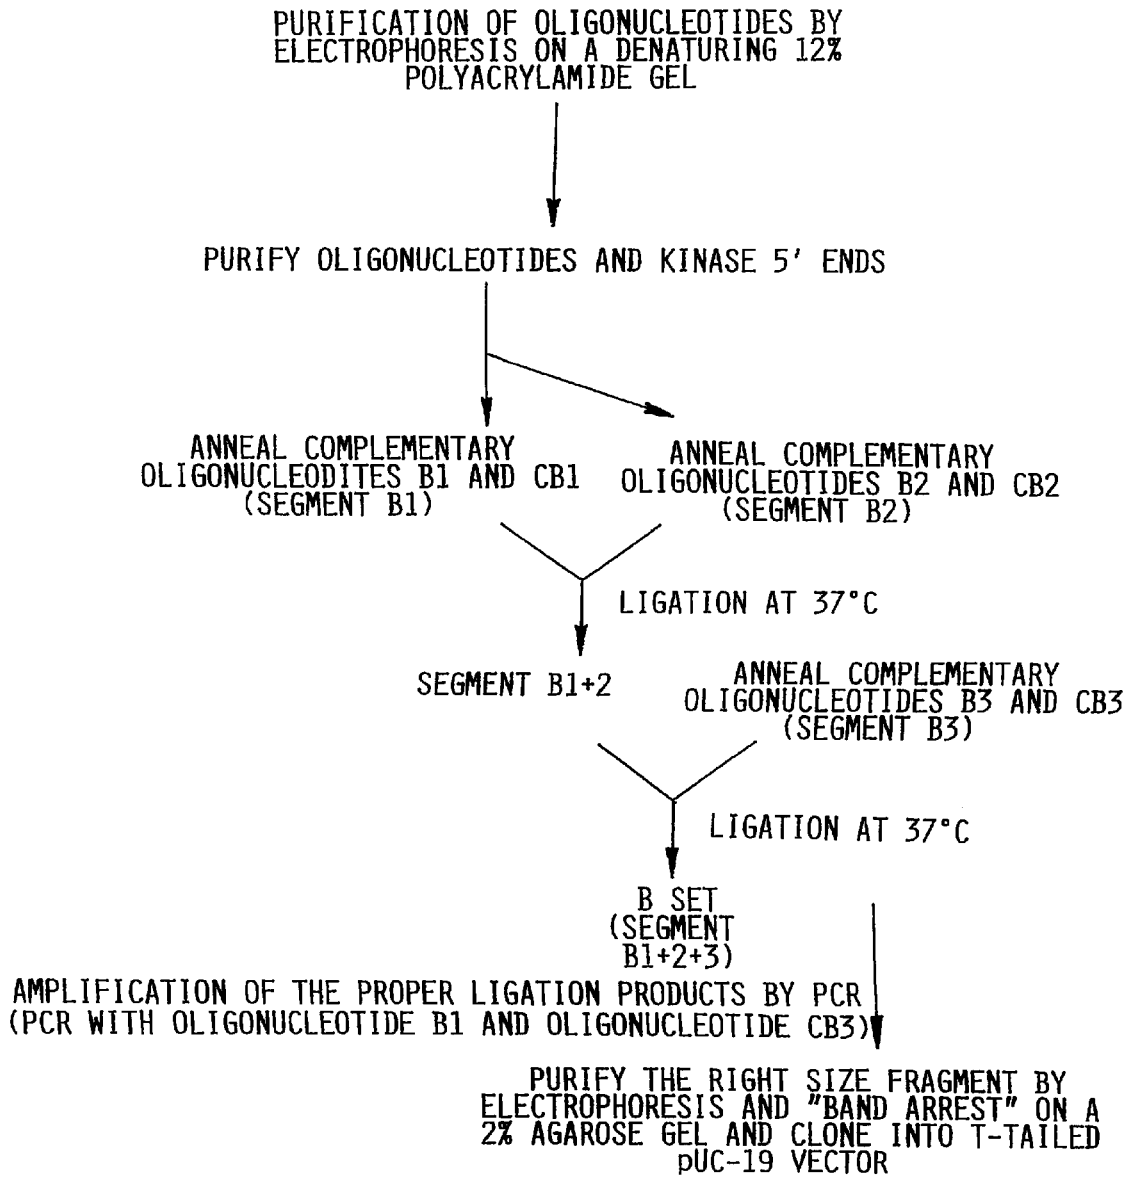 PURIFICATION OF OLIGONUCLEOTIDES BY
ELECTROPHORESIS ON A DENATURING 12%
POLYACRYLAMIDE GEL
PURIFY OLIGONUCLEOTIDES AND KINASE 5' ENDS
ANNEAL COMPLEMENTARY
OLIGONUCLEODITES B1 AND CB1
(SEGMENT B1)
ANNEAL COMPLEMENTARY
OLIGONUCLEOTIDES B2 AND CB2
(SEGMENT B2)
LIGATION AT 37°C
SEGMENT B1+2
ANNEAL COMPLEMENTARY
OLIGONUCLEOTIDES B3 AND CB3
(SEGMENT B3)
LIGATION AT 37°C
B SET
(SEGMENT
B1+2+3)
AMPLIFICATION OF THE PROPER LIGATION PRODUCTS BY PCR
(PCR WITH OLIGONUCLEOTIDE B1 AND OLIGONUCLEOTIDE CB3)
PURIFY THE RIGHT SIZE FRAGMENT BY
ELECTROPHORESIS AND "BAND ARREST" ON A
2% AGAROSE GEL AND CLONE INTO T-TAILED
pUC-19 VECTOR